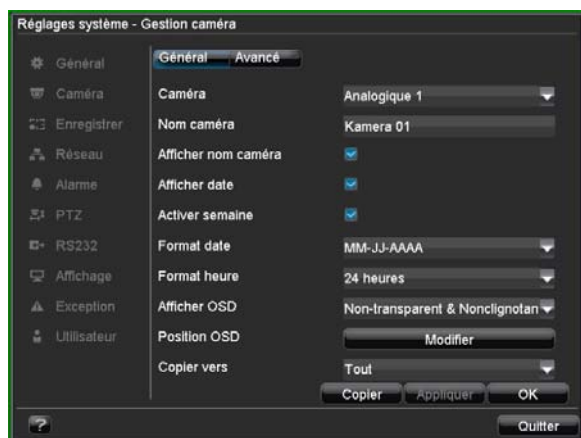 Réglages système - Gestion caméra
Général
Caméra
Enregistrer
Réseau
Alarme
PTZ
RS232
Affichage
Exception
Utilisateur
Général Avancé
Caméra Analogique 1
Nom caméra Kamera 01
Afficher nom caméra
Afficher date
Activer semaine
Format date MM-JJ-AAAA
Format heure 24 heures
Afficher OSD Non-transparent & Nonclignotan
Position OSD Modifier
Copier vers Tout
Copier Appliquer OK
? Quitter